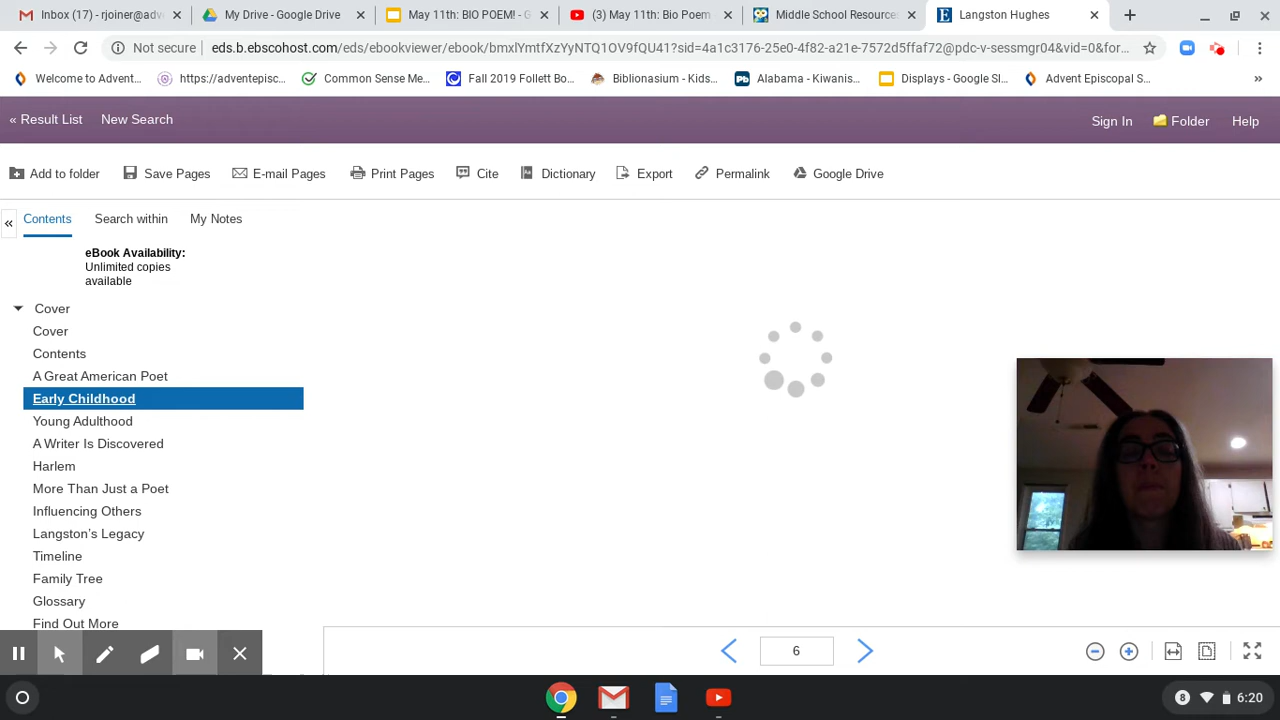 Inbox (17) - rjoiner@adv
My Drive - Google Drive
May 11th: BIO POEM! - G
(3) May 11th: Bio Poem
Middle School Resources
Langston Hughes
Not secure eds.b.ebscohost.com/eds/ebookviewer/ebook/bmxlYmtfXzYyNTQ1OV9fQU41?sid=4a1c3176-25e0-4f82-a21e-7572d5ffaf72@pdc-v-sessmgr04&vid=0&for...
Welcome to Advent...
https://adventepisc...
Common Sense Me...
Fall 2019 Follett Bo...
Biblionasium - Kids...
Alabama - Kiwanis...
Displays - Google Sl...
Advent Episcopal S...
»
« Result List New Search
Sign In Folder Help
Add to folder Save Pages E-mail Pages Print Pages Cite Dictionary Export Permalink Google Drive
« Contents Search within My Notes
eBook Availability:
Unlimited copies
available
Cover
Cover
Contents
A Great American Poet
Early Childhood
Young Adulthood
A Writer Is Discovered
Harlem
More Than Just a Poet
Influencing Others
Langston’s Legacy
Timeline
Family Tree
Glossary
Find Out More
6
8 6:20